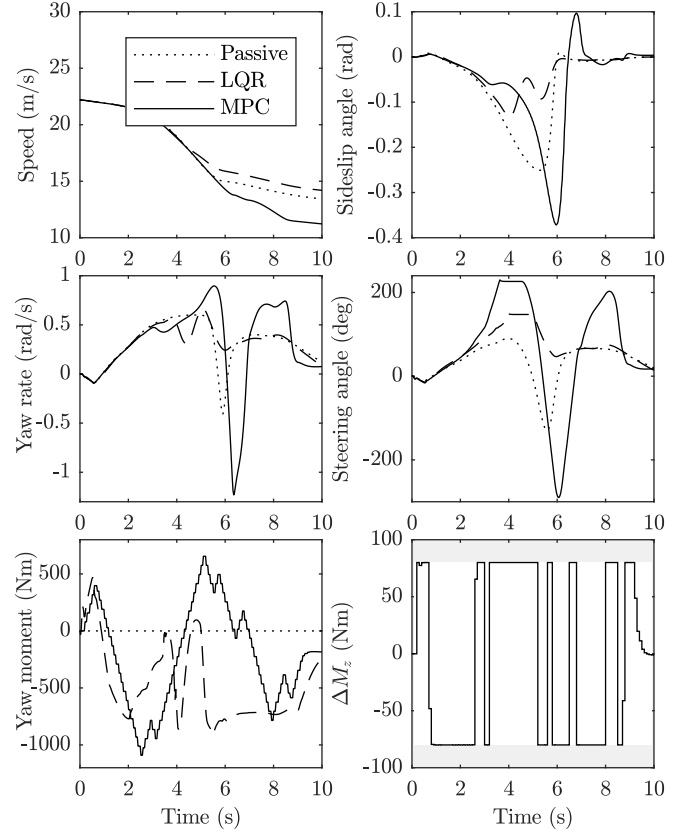 30
25
20
15
10
Speed (m/s)
0 2 4 6 8 10
Passive
LQR
MPC
0.1
0
-0.1
-0.2
-0.3
-0.4
Sideslip angle (rad)
0 2 4 6 8 10
1
0.5
0
-0.5
-1
Yaw rate (rad/s)
0 2 4 6 8 10
200
0
-200
Steering angle (deg)
0 2 4 6 8 10
500
0
-500
-1000
Yaw moment (Nm)
0 2 4 6 8 10
Time (s)
100
50
0
-50
-100
ΔM_z (Nm)
0 2 4 6 8 10
Time (s)